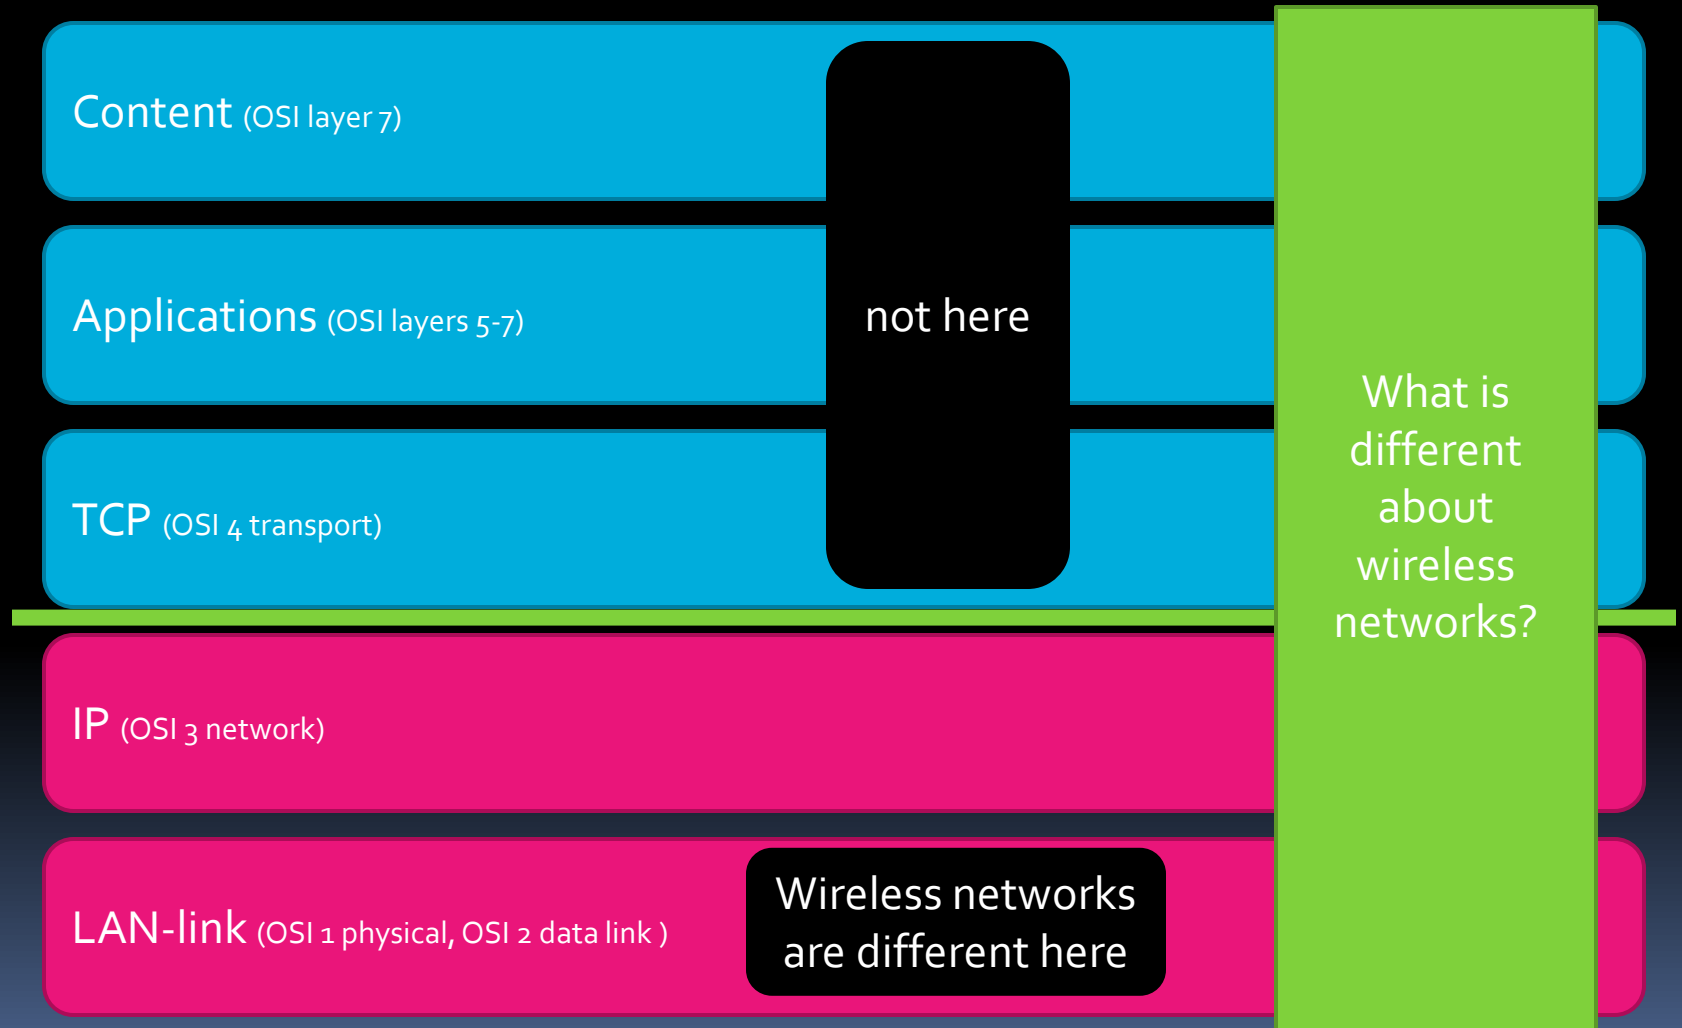 Content (OSI layer 7)
Applications (OSI layers 5-7)
not here
TCP (OSI 4 transport)
IP (OSI 3 network)
LAN-link (OSI 1 physical, OSI 2 data link )
Wireless networks
are different here
What is
different
about
wireless
networks?